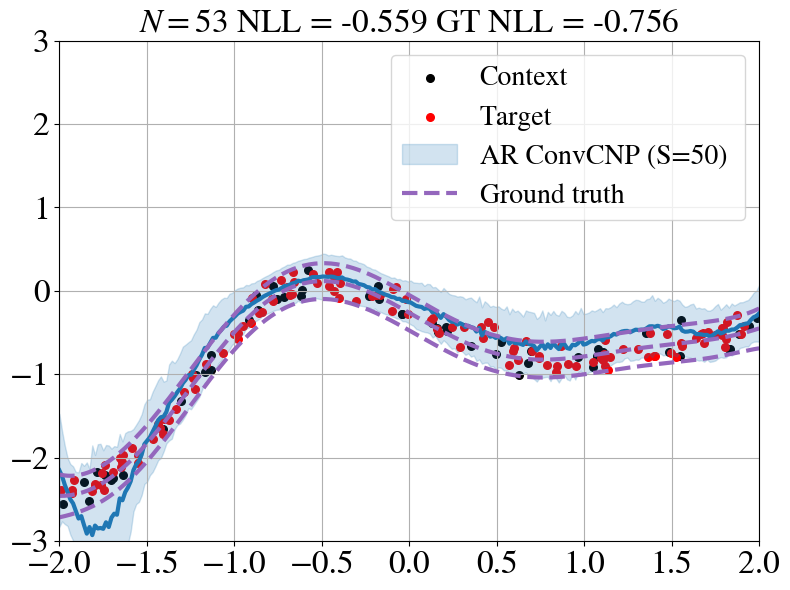 N = 53 NLL = -0.559 GT NLL = -0.756
3
2
1
0
−1
−2
−3
Context
Target
AR ConvCNP (S=50)
Ground truth
−2.0 −1.5 −1.0 −0.5 0.0 0.5 1.0 1.5 2.0